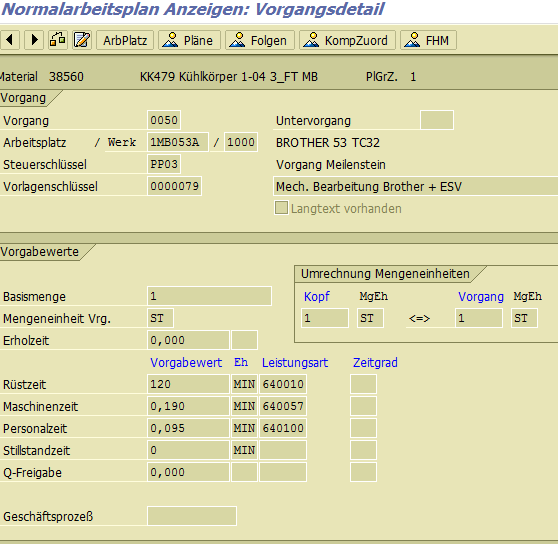 Normalarbeitsplan Anzeigen: Vorgangsdetail
ArbPlatz Pläne Folgen KompZuord FHM
Material 38560 KK479 Kühlkörper 1-04 3_FT MB PlGrZ. 1
Vorgang
Vorgang 0050 Untervorgang
Arbeitsplatz / Werk 1MB053A / 1000 BROTHER 53 TC32
Steuerschlüssel PP03 Vorgang Meilenstein
Vorlagenschlüssel 0000079 Mech. Bearbeitung Brother + ESV
Langtext vorhanden
Vorgabewerte
Umrechnung Mengeneinheiten
Basismenge 1 Kopf MgEh Vorgang MgEh
Mengeneinheit Vrg. ST 1 ST <=> 1 ST
Erholzeit 0,000
Vorgabewert Eh Leistungsart Zeitgrad
Rüstzeit 120 MIN 640010
Maschinenzeit 0,190 MIN 640057
Personalzeit 0,095 MIN 640100
Stillstandzeit 0 MIN
Q-Freigabe 0,000
Geschäftsprozeß